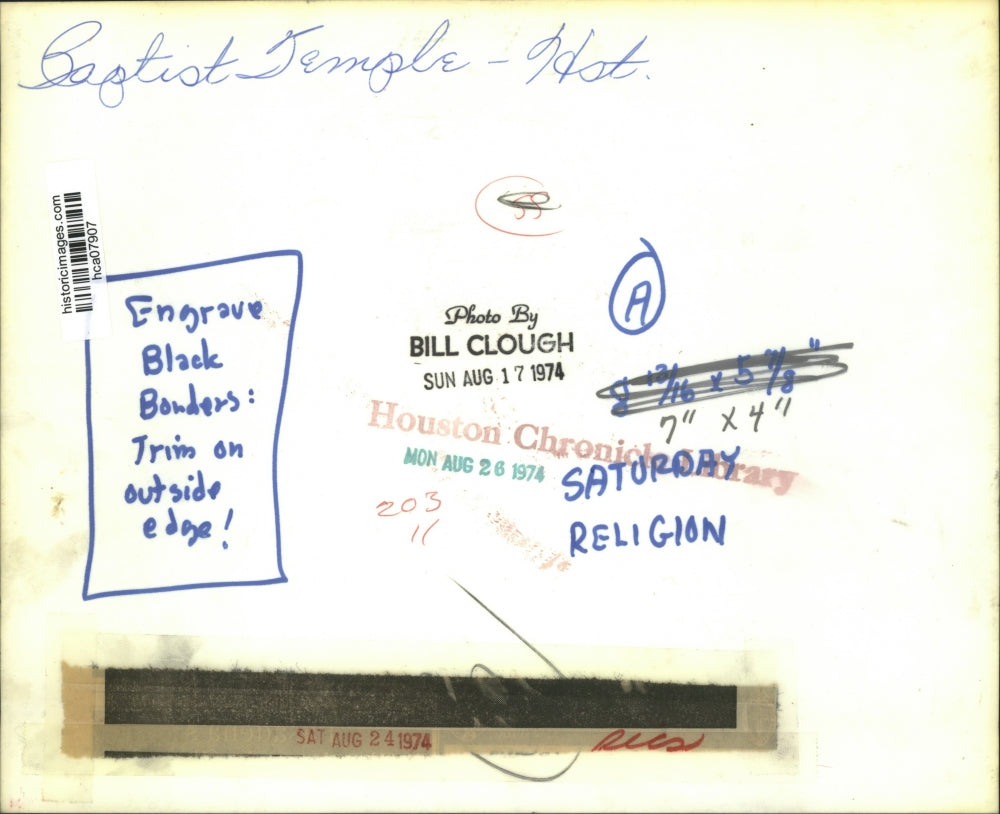 Baptist Temple - Hst.
historicimages.com
hca07907
Engrave
Black
Borders:
Trim on
outside
edge!
A
Photo By
BILL CLOUGH
SUN AUG 17 1974
8 13/16 x 5 7/8"
7" x 4"
Houston Chronicle Library
MON AUG 26 1974
SATURDAY
RELIGION
203
11
SAT AUG 24 1974